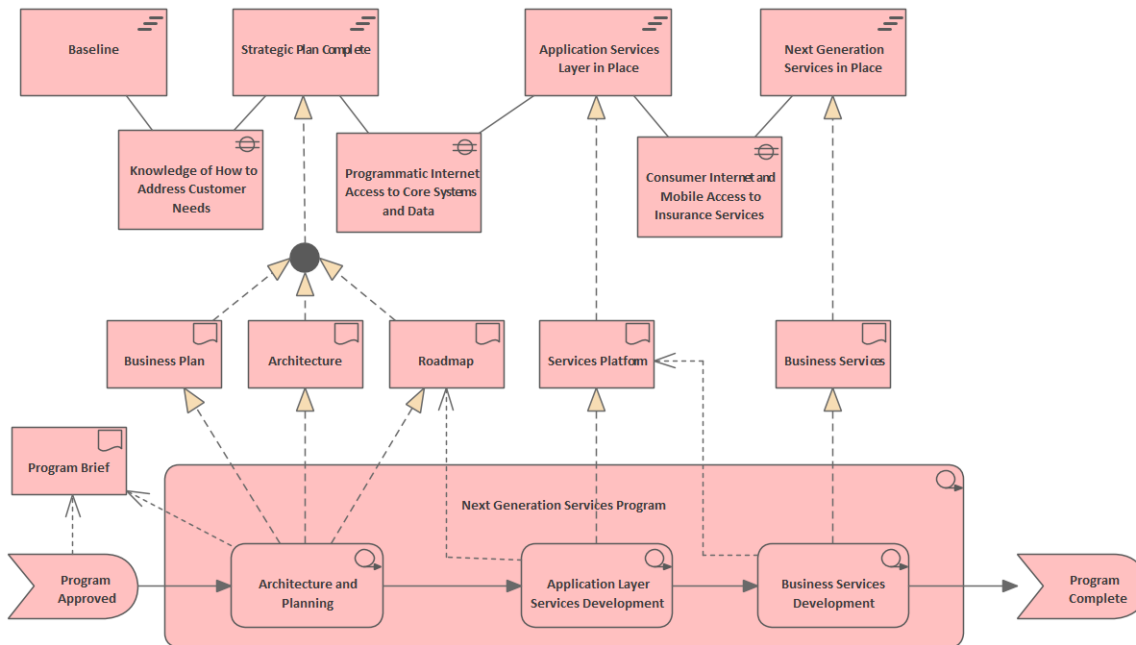 Baseline
Strategic Plan Complete
Application Services
Layer in Place
Next Generation
Services in Place
Knowledge of How to
Address Customer
Needs
Programmatic Internet
Access to Core Systems
and Data
Consumer Internet and
Mobile Access to
Insurance Services
Business Plan
Architecture
Roadmap
Services Platform
Business Services
Program Brief
Next Generation Services Program
Program
Approved
Architecture and
Planning
Application Layer
Services Development
Business Services
Development
Program
Complete